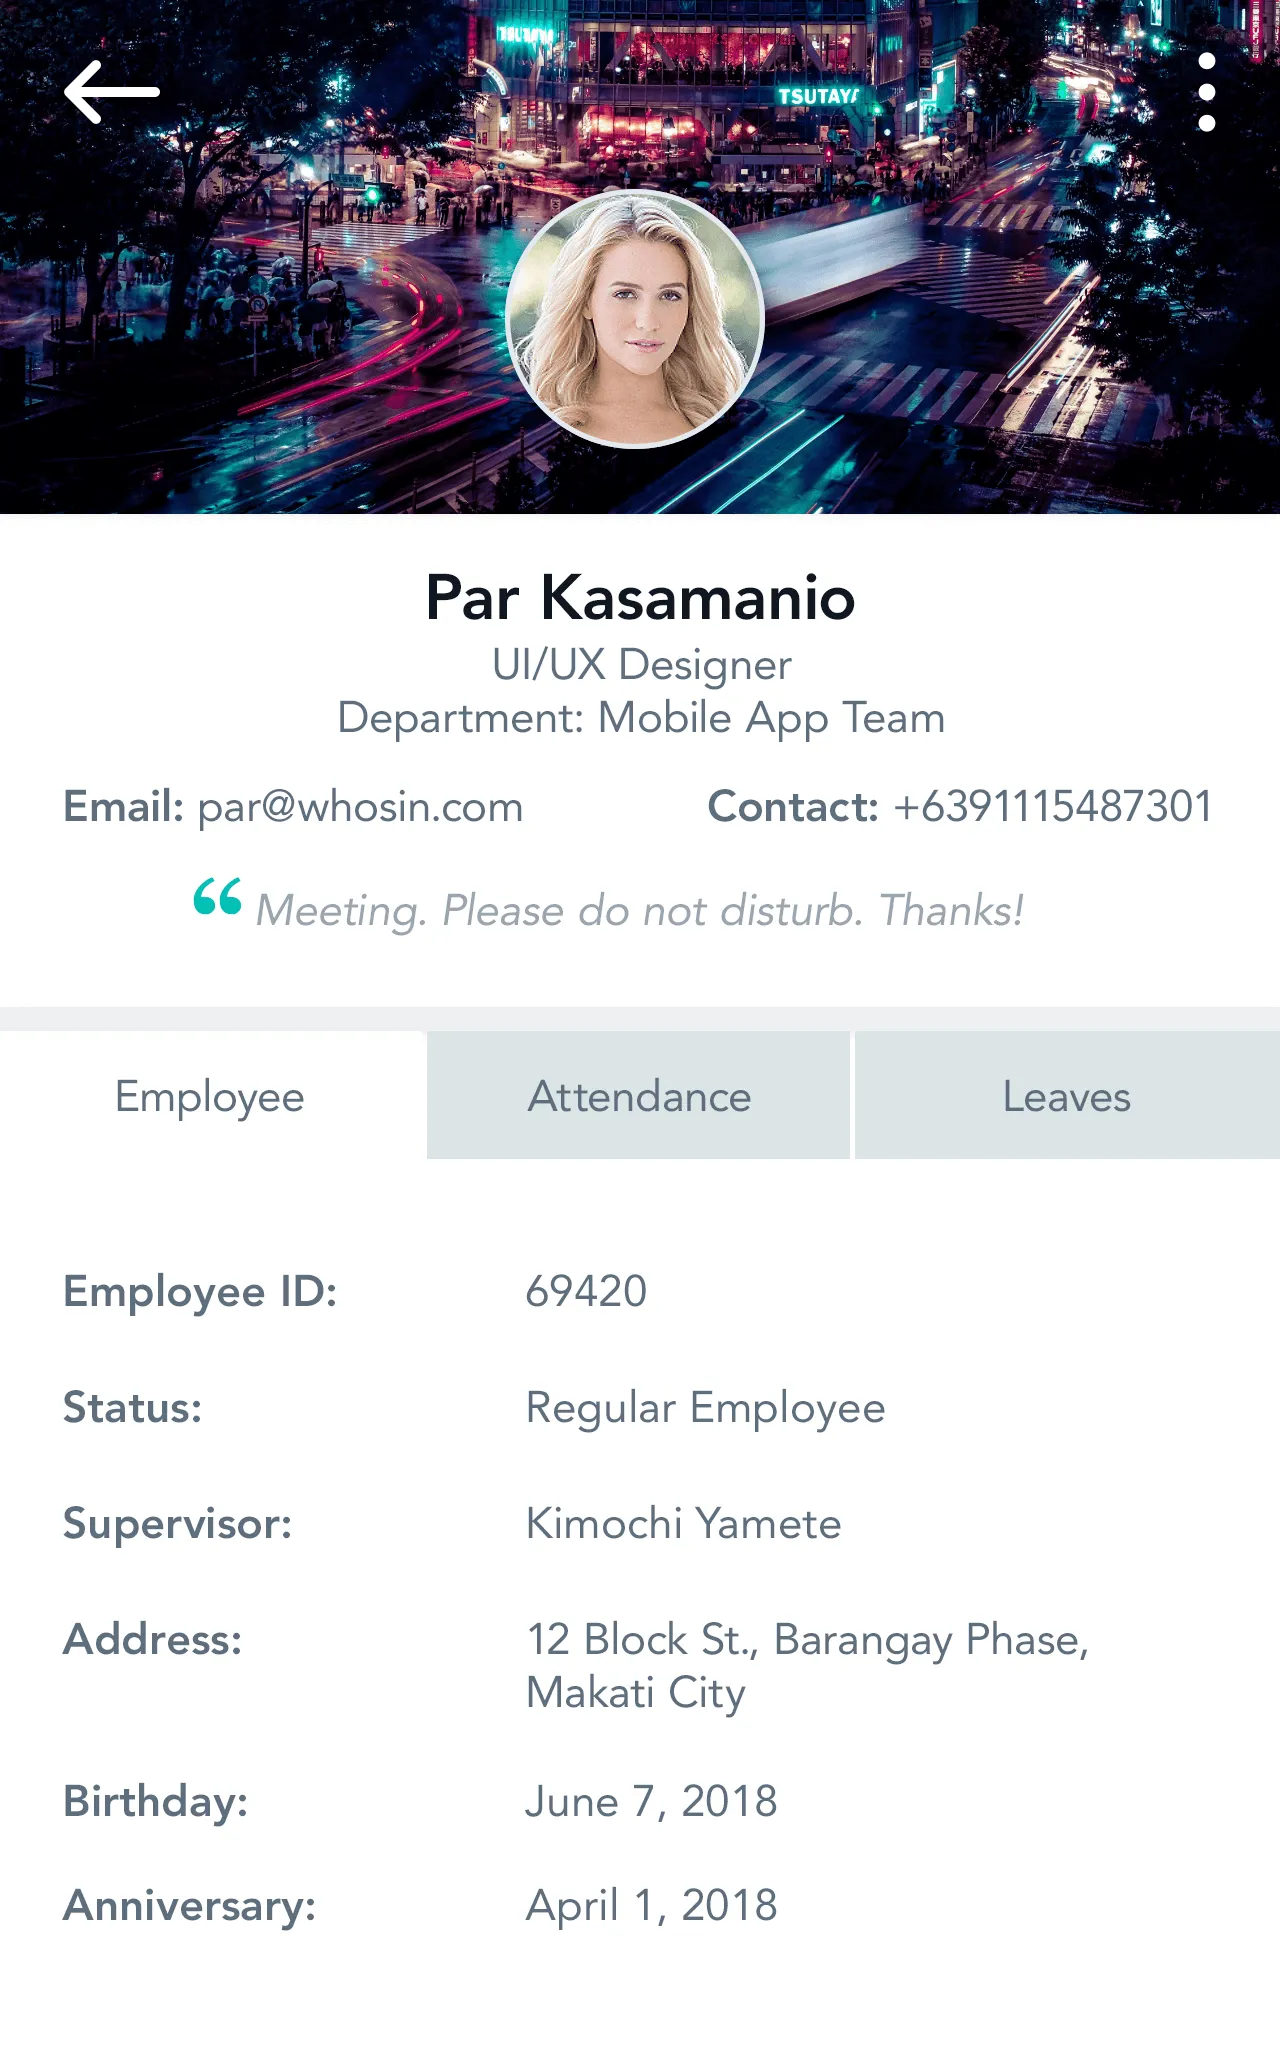 TSUTAYA
TSUTAYA
Par Kasamanio
UI/UX Designer
Department: Mobile App Team
Email: par@whosin.com
Contact: +6391115487301
“ Meeting. Please do not disturb. Thanks!
Employee
Attendance
Leaves
Employee ID: 69420
Status: Regular Employee
Supervisor: Kimochi Yamete
Address: 12 Block St., Barangay Phase,
Makati City
Birthday: June 7, 2018
Anniversary: April 1, 2018